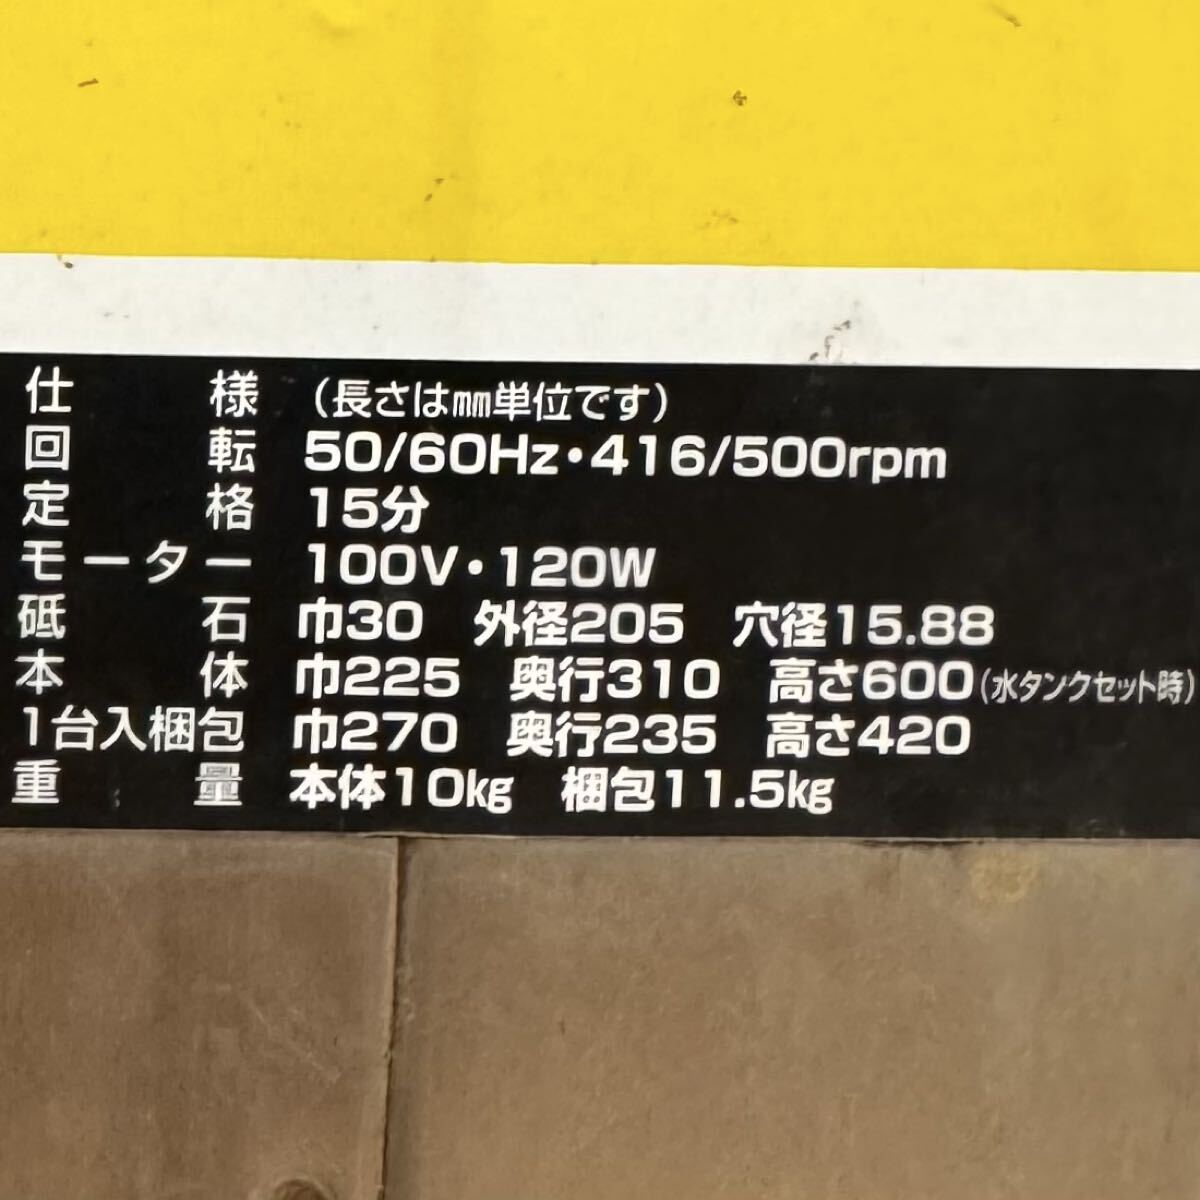 仕様 (長さは㎜単位です)
回転 50/60Hz・416/500rpm
定格 15分
モーター 100V・120W
砥石 巾30 外径205 穴径15.88
本体 巾225 奥行310 高さ600(水タンクセット時)
1台入梱包 巾270 奥行235 高さ420
重量 本体10㎏ 梱包11.5㎏